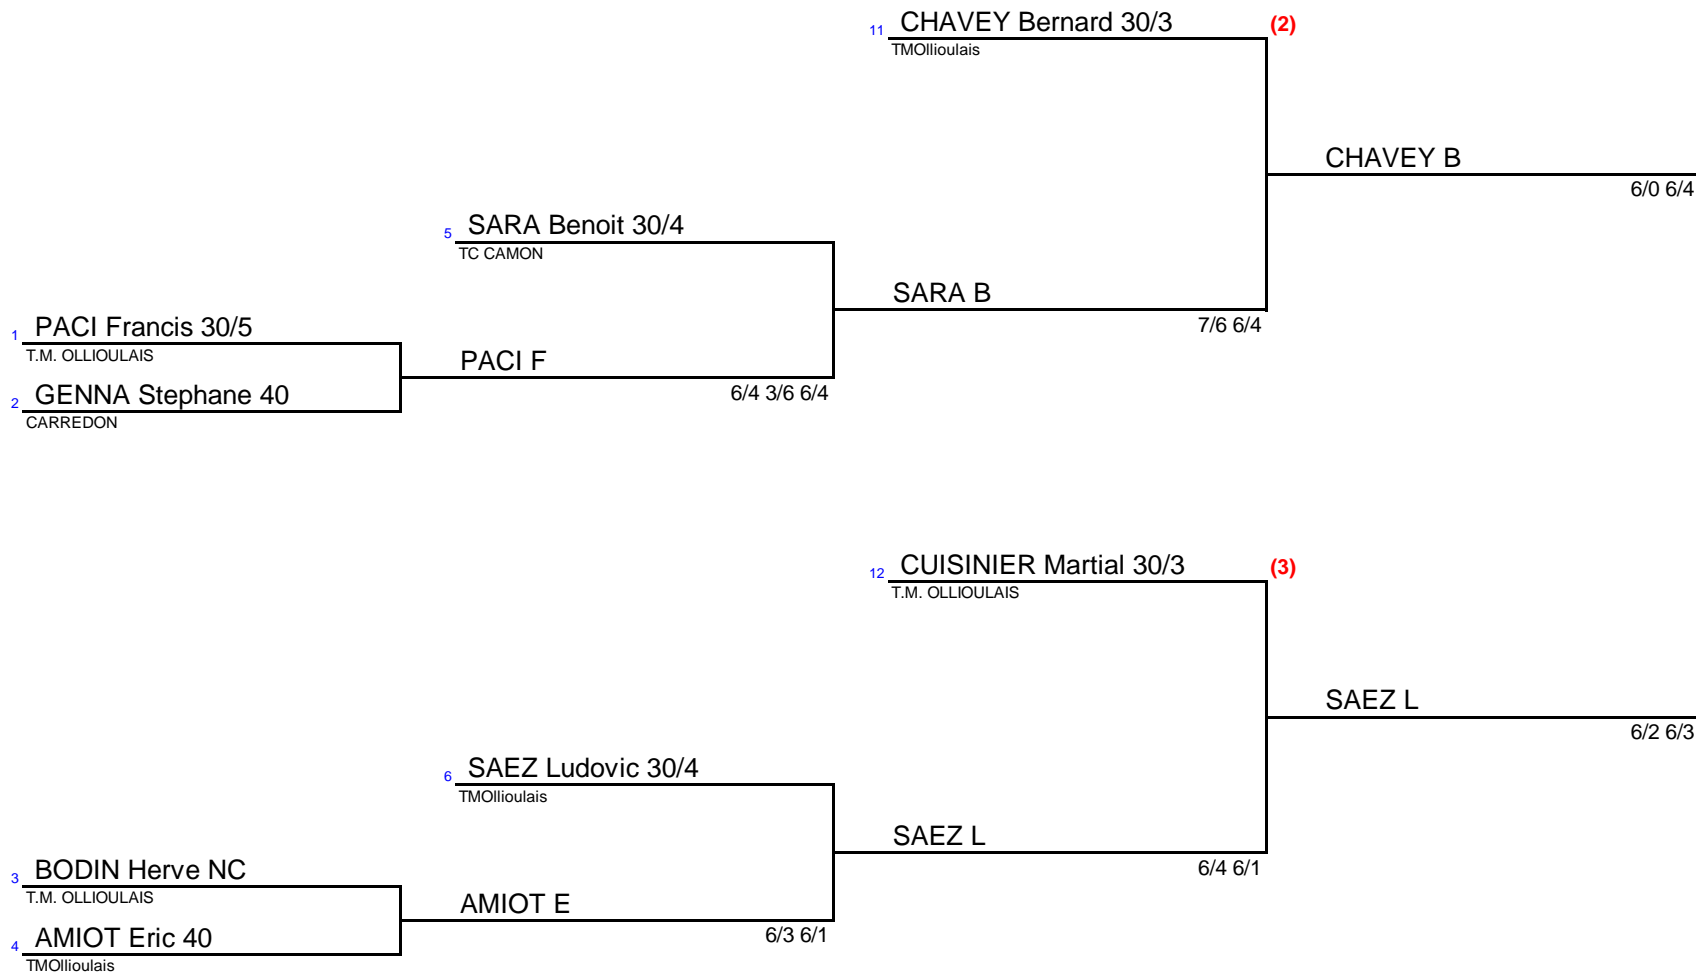 11 CHAVEY Bernard 30/3 (2)
TMOllioulais
CHAVEY B
6/0 6/4
5 SARA Benoit 30/4
TC CAMON
SARA B
7/6 6/4
1 PACI Francis 30/5
T.M. OLLIOULAIS
PACI F
6/4 3/6 6/4
2 GENNA Stephane 40
CARREDON
12 CUISINIER Martial 30/3 (3)
T.M. OLLIOULAIS
SAEZ L
6/2 6/3
6 SAEZ Ludovic 30/4
TMOllioulais
SAEZ L
6/4 6/1
3 BODIN Herve NC
T.M. OLLIOULAIS
AMIOT E
6/3 6/1
4 AMIOT Eric 40
TMOllioulais